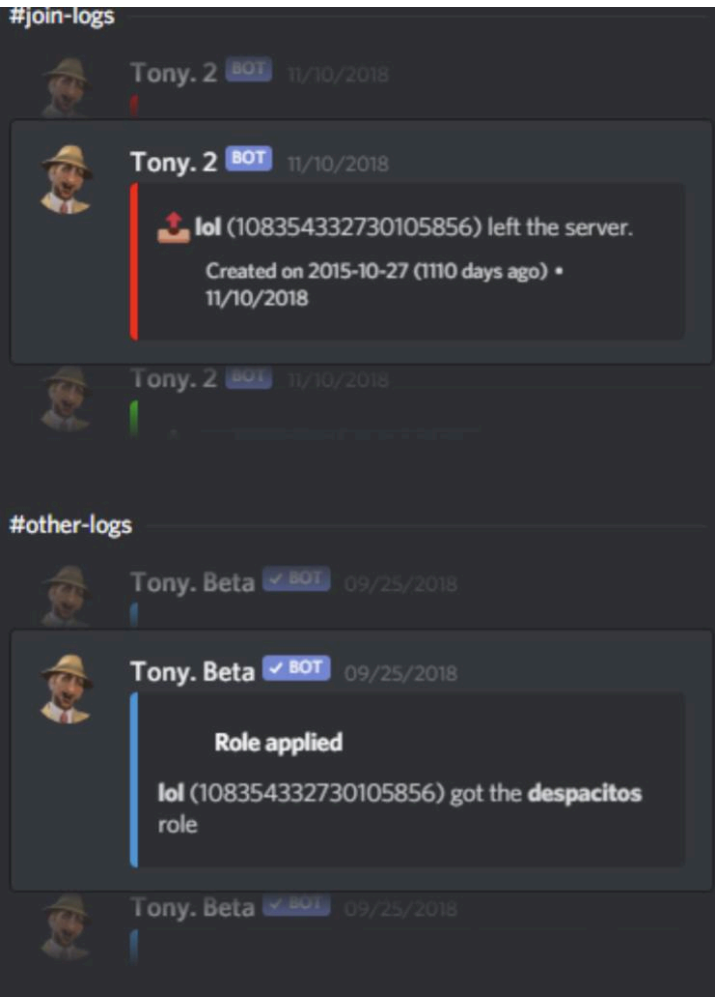 #join-logs
Tony. 2 BOT 11/10/2018
Tony. 2 BOT 11/10/2018
lol (108354332730105856) left the server.
Created on 2015-10-27 (1110 days ago) •
11/10/2018
Tony. 2 BOT 11/10/2018
#other-logs
Tony. Beta ✓ BOT 09/25/2018
Tony. Beta ✓ BOT 09/25/2018
Role applied
lol (108354332730105856) got the despacitos
role
Tony. Beta ✓ BOT 09/25/2018